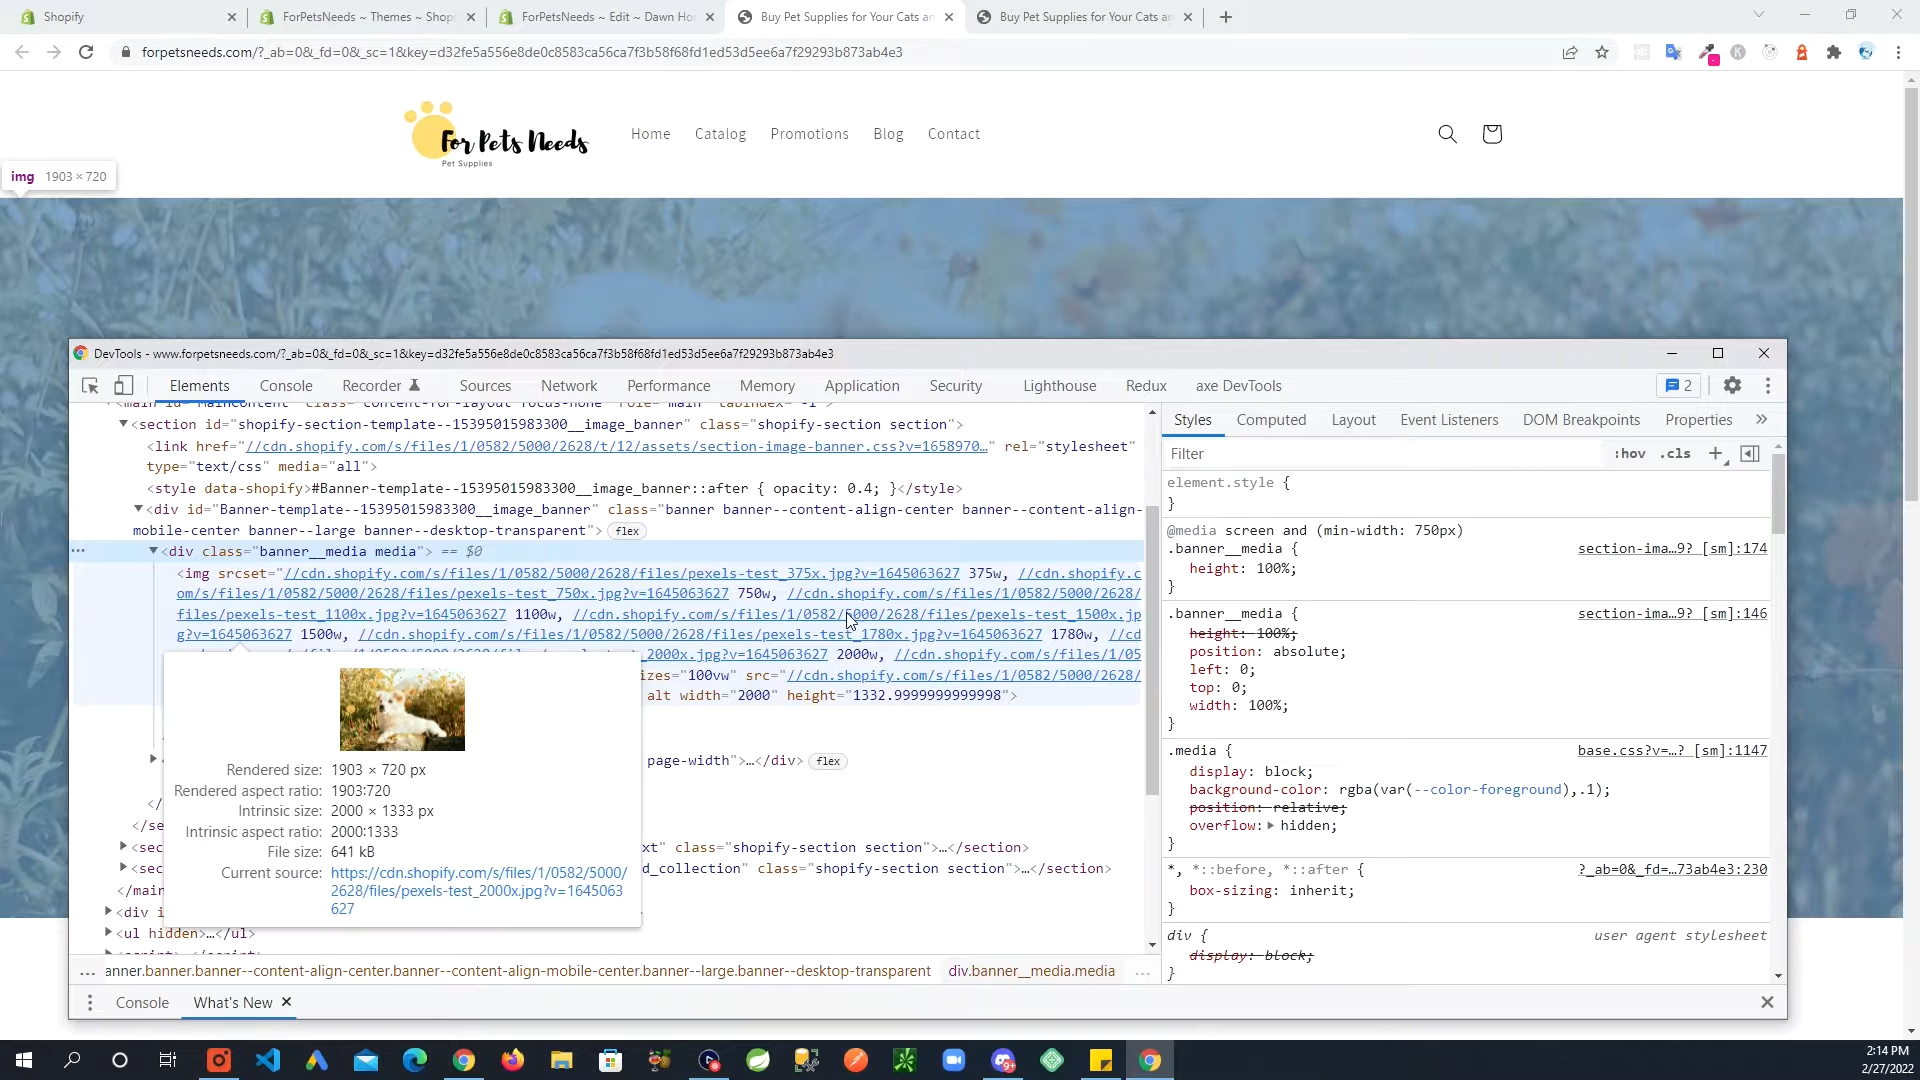 Shopify
ForPetsNeeds ~ Themes ~ Shopi
ForPetsNeeds ~ Edit ~ Dawn Ho
Buy Pet Supplies for Your Cats an
Buy Pet Supplies for Your Cats an
forpetsneeds.com/?_ab=0&_fd=0&_sc=1&key=d32fe5a556e8de0c8583ca56ca7f3b58f68fd1ed53d5ee6a7f29293b873ab4e3
For Pets Needs
Pet Supplies
Home Catalog Promotions Blog Contact
img 1903 × 720
DevTools - www.forpetsneeds.com/?_ab=0&_fd=0&_sc=1&key=d32fe5a556e8de0c8583ca56ca7f3b58f68fd1ed53d5ee6a7f29293b873ab4e3
Elements Console Recorder Sources Network Performance Memory Application Security Lighthouse Redux axe DevTools 2
<main id="MainContent" class="content-for-layout focus-none" role="main" tabindex="-1">
<section id="shopify-section-template--15395015983300__image_banner" class="shopify-section section">
<link href="//cdn.shopify.com/s/files/1/0582/5000/2628/t/12/assets/section-image-banner.css?v=1658970…" rel="stylesheet"
type="text/css" media="all">
<style data-shopify>#Banner-template--15395015983300__image_banner::after { opacity: 0.4; }</style>
<div id="Banner-template--15395015983300__image_banner" class="banner banner--content-align-center banner--content-align-
mobile-center banner--large banner--desktop-transparent"> flex
<div class="banner__media media"> == $0
<img srcset="//cdn.shopify.com/s/files/1/0582/5000/2628/files/pexels-test_375x.jpg?v=1645063627 375w, //cdn.shopify.c
om/s/files/1/0582/5000/2628/files/pexels-test_750x.jpg?v=1645063627 750w, //cdn.shopify.com/s/files/1/0582/5000/2628/
files/pexels-test_1100x.jpg?v=1645063627 1100w, //cdn.shopify.com/s/files/1/0582/5000/2628/files/pexels-test_1500x.jp
g?v=1645063627 1500w, //cdn.shopify.com/s/files/1/0582/5000/2628/files/pexels-test_1780x.jpg?v=1645063627 1780w, //cd
_2000x.jpg?v=1645063627 2000w, //cdn.shopify.com/s/files/1/05
izes="100vw" src="//cdn.shopify.com/s/files/1/0582/5000/2628/
alt width="2000" height="1332.9999999999998">
page-width">…</div> flex
</
</se
<sec xt" class="shopify-section section">…</section>
<sec d_collection" class="shopify-section section">…</section>
</main
<div i
<ul hidden>…</ul>
Rendered size: 1903 × 720 px
Rendered aspect ratio: 1903:720
Intrinsic size: 2000 × 1333 px
Intrinsic aspect ratio: 2000:1333
File size: 641 kB
Current source: https://cdn.shopify.com/s/files/1/0582/5000/
2628/files/pexels-test_2000x.jpg?v=1645063
627
... anner.banner.banner--content-align-center.banner--content-align-mobile-center.banner--large.banner--desktop-transparent div.banner__media.media ...
Styles Computed Layout Event Listeners DOM Breakpoints Properties »
Filter :hov .cls +
element.style {
}
@media screen and (min-width: 750px)
.banner__media { section-ima…9? [sm]:174
height: 100%;
}
.banner__media { section-ima…9? [sm]:146
height: 100%;
position: absolute;
left: 0;
top: 0;
width: 100%;
}
.media { base.css?v=…? [sm]:1147
display: block;
background-color: rgba(var(--color-foreground),.1);
position: relative;
overflow: hidden;
}
*, *::before, *::after { ?_ab=0&_fd=…73ab4e3:230
box-sizing: inherit;
}
div { user agent stylesheet
display: block;
}
Console What's New
2:14 PM
2/27/2022